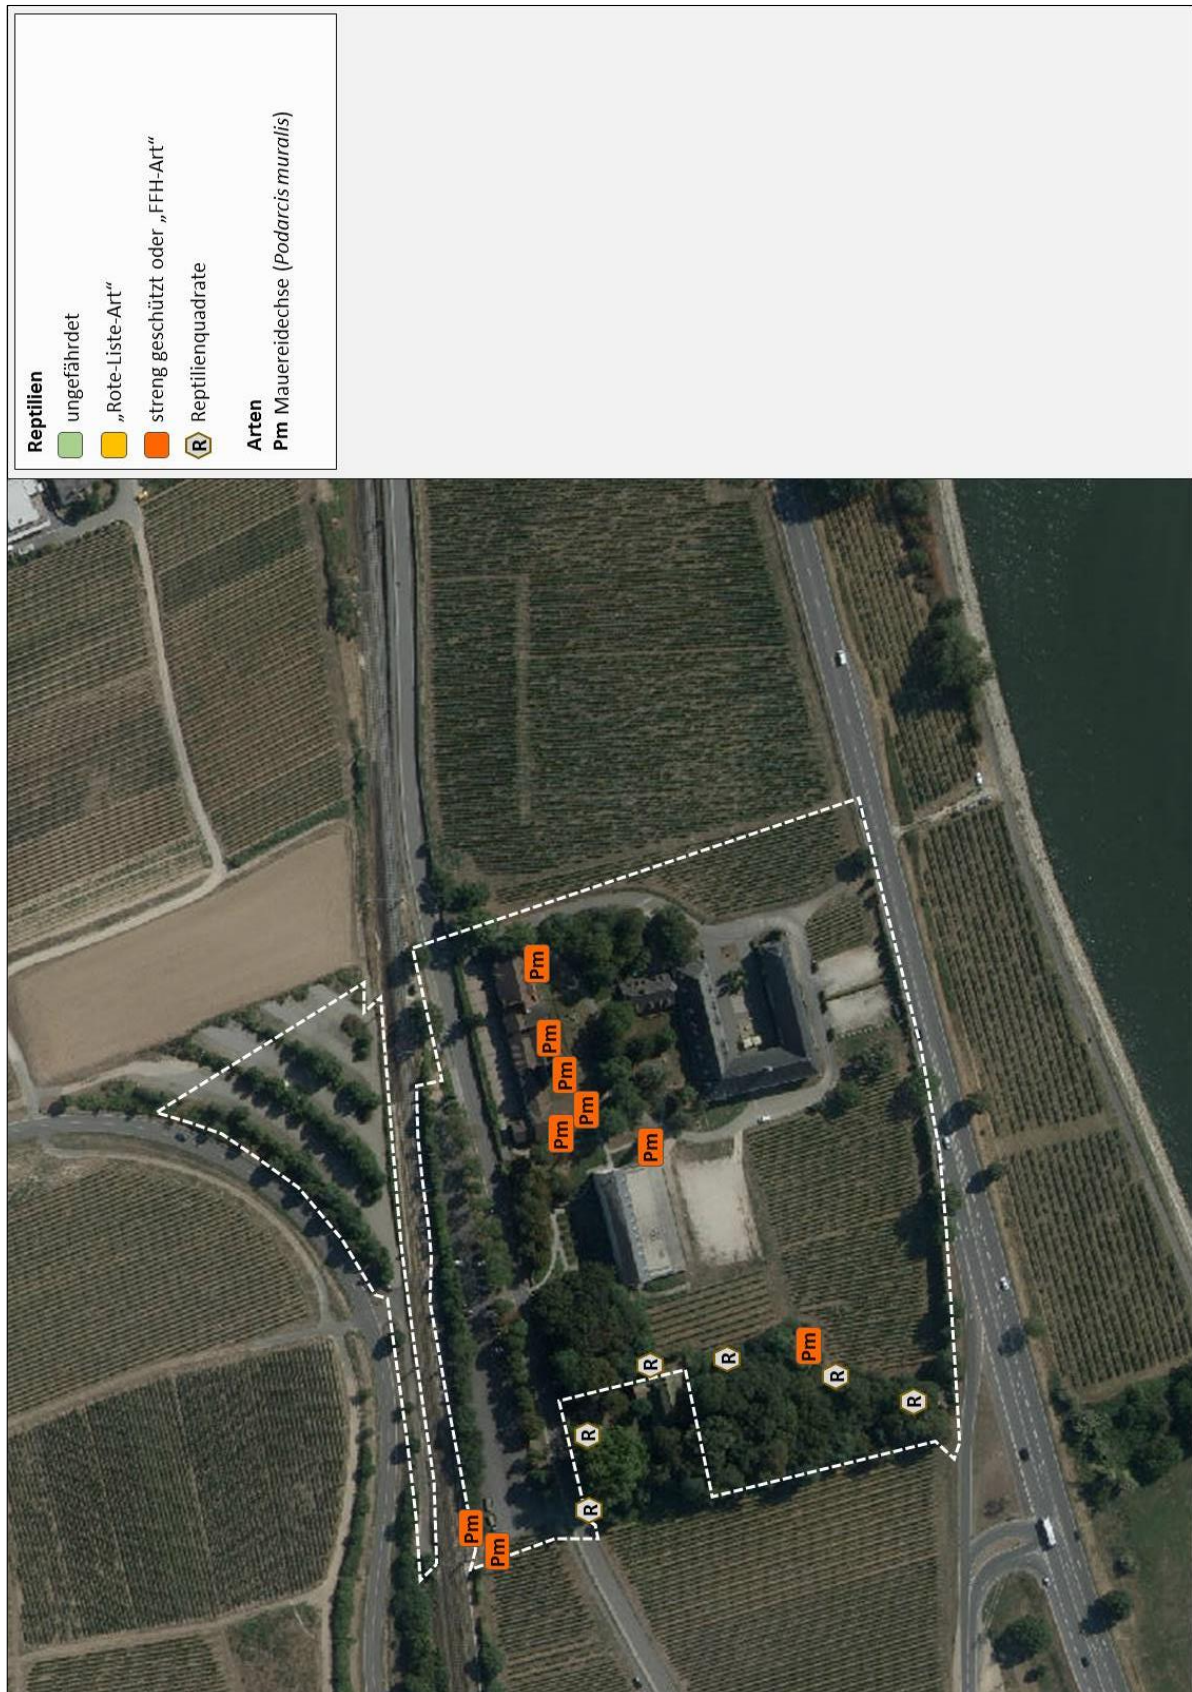 Reptilien
ungefährdet
„Rote-Liste-Art“
streng geschützt oder „FFH-Art“
R Reptilienquadrate
Arten
Pm Mauereidechse (Podarcis muralis)
Pm
Pm
Pm
Pm
Pm
Pm
Pm
Pm
Pm
R
R
R
R
R
R